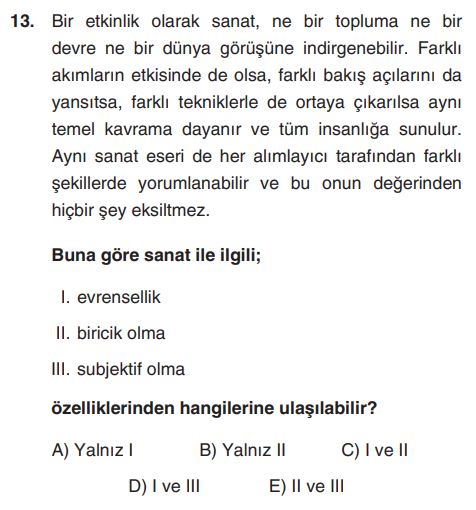 13. Bir etkinlik olarak sanat, ne bir topluma ne bir
devre ne bir dünya görüşüne indirgenebilir. Farklı
akımların etkisinde de olsa, farklı bakış açılarını da
yansıtsa, farklı tekniklerle de ortaya çıkarılsa aynı
temel kavrama dayanır ve tüm insanlığa sunulur.
Aynı sanat eseri de her alımlayıcı tarafından farklı
şekillerde yorumlanabilir ve bu onun değerinden
hiçbir şey eksiltmez.
Buna göre sanat ile ilgili;
I. evrensellik
II. biricik olma
III. subjektif olma
özelliklerinden hangilerine ulaşılabilir?
A) Yalnız I B) Yalnız II C) I ve II
D) I ve III E) II ve III